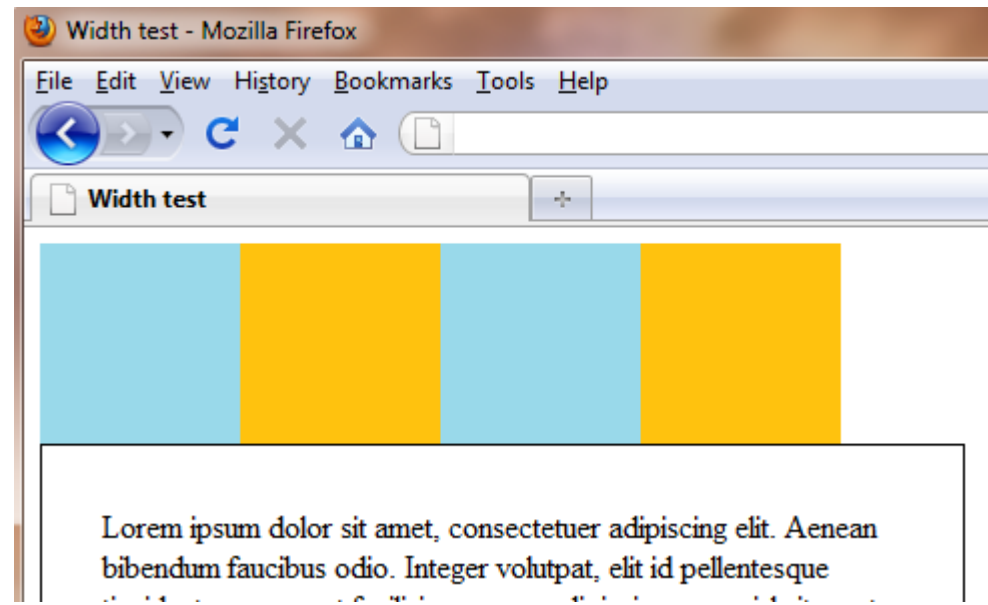 Width test - Mozilla Firefox
File Edit View History Bookmarks Tools Help
Width test
Lorem ipsum dolor sit amet, consectetuer adipiscing elit. Aenean
bibendum faucibus odio. Integer volutpat, elit id pellentesque